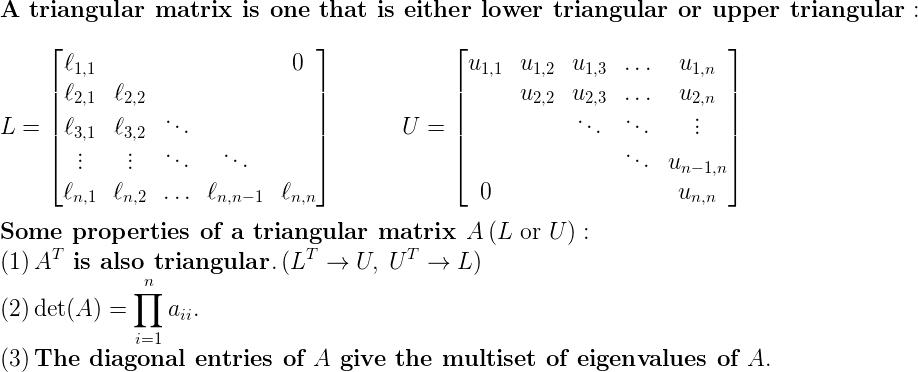 A triangular matrix is one that is either lower triangular or upper triangular :
L = \begin{bmatrix} \ell_{1,1} & & & & 0 \\ \ell_{2,1} & \ell_{2,2} & & & \\ \ell_{3,1} & \ell_{3,2} & \ddots & & \\ \vdots & \vdots & \ddots & \ddots & \\ \ell_{n,1} & \ell_{n,2} & \ldots & \ell_{n,n-1} & \ell_{n,n} \end{bmatrix} U = \begin{bmatrix} u_{1,1} & u_{1,2} & u_{1,3} & \ldots & u_{1,n} \\ & u_{2,2} & u_{2,3} & \ldots & u_{2,n} \\ & & \ddots & \ddots & \vdots \\ & & & \ddots & u_{n-1,n} \\ 0 & & & & u_{n,n} \end{bmatrix}
Some properties of a triangular matrix A (L or U) :
(1) A^T is also triangular. (L^T → U, U^T → L)
(2) det(A) = \prod_{i=1}^{n} a_{ii}.
(3) The diagonal entries of A give the multiset of eigenvalues of A.